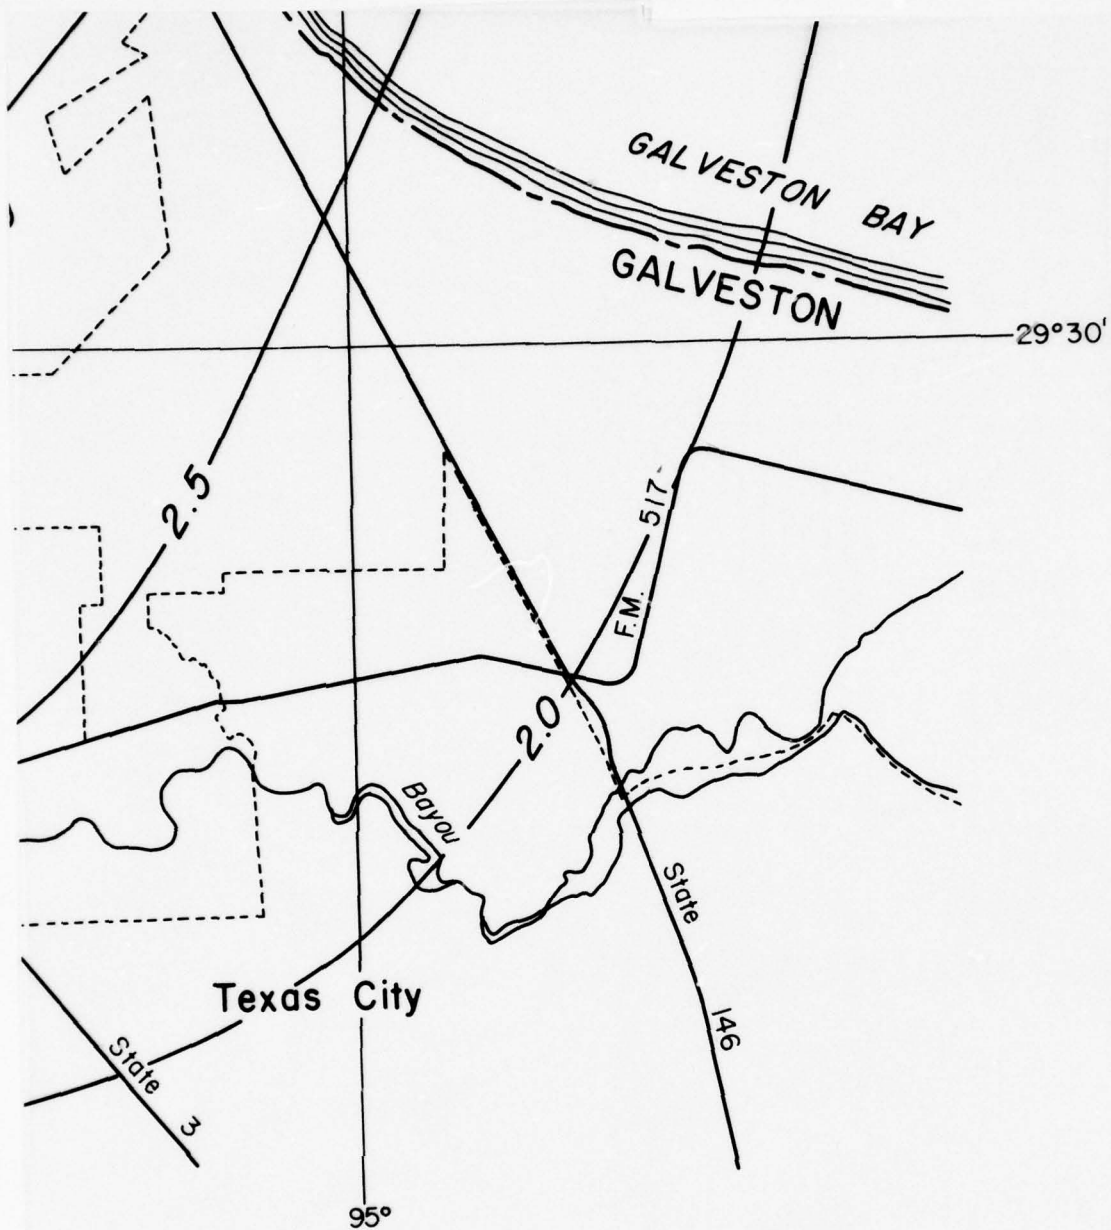 GALVESTON BAY
GALVESTON
29°30'
2.5
F.M. 517
2.0
Bayou
State 146
Texas City
State 3
95°